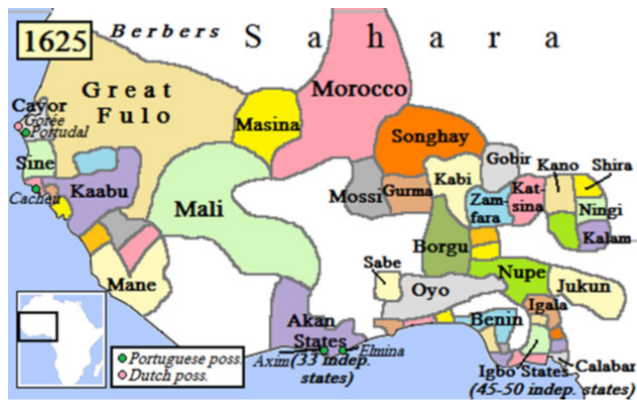 1625
Berbers
Sahara
Great
Fulo
Morocco
Masina
Cayor
Gorée
Portudal
Sine
Cacheu
Kaabu
Mali
Songhay
Mossi
Gurma
Kabi
Gobir
Zam-
fara
Kat-
sina
Kano
Shira
Ningi
Kalam.
Borgu
Mane
Sabe
Oyo
Nupe
Jukun
Igala
Benin
Akan
States
(33 indep.
states)
Axim
Elmina
Igbo States
(45-50 indep. states)
Calabar
Portuguese poss.
Dutch poss.